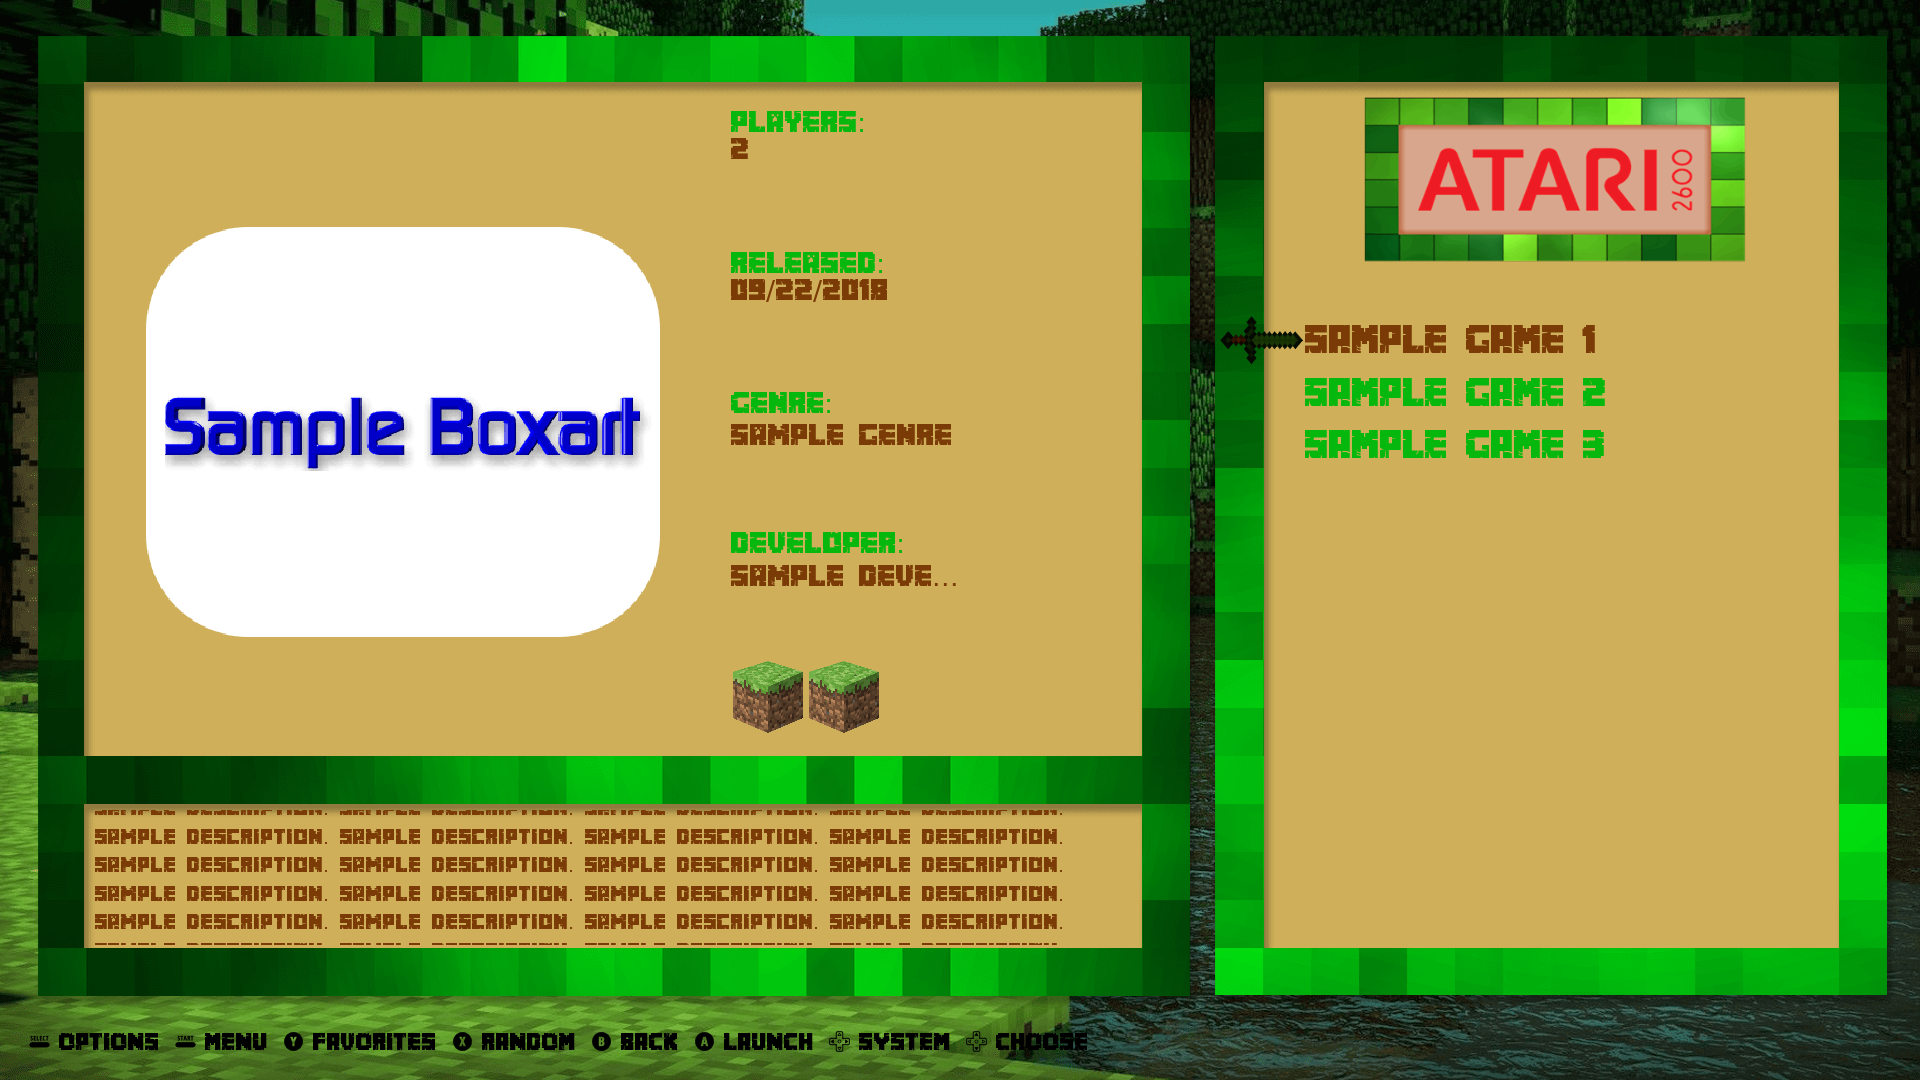 PLAYERS:
2
RELEASED:
09/22/2018
GENRE:
SAMPLE GENRE
DEVELOPER:
SAMPLE DEVE...
Sample Boxart
SAMPLE DESCRIPTION. SAMPLE DESCRIPTION. SAMPLE DESCRIPTION. SAMPLE DESCRIPTION.
SAMPLE DESCRIPTION. SAMPLE DESCRIPTION. SAMPLE DESCRIPTION. SAMPLE DESCRIPTION.
SAMPLE DESCRIPTION. SAMPLE DESCRIPTION. SAMPLE DESCRIPTION. SAMPLE DESCRIPTION.
SAMPLE DESCRIPTION. SAMPLE DESCRIPTION. SAMPLE DESCRIPTION. SAMPLE DESCRIPTION.
ATARI 2600
SAMPLE GAME 1
SAMPLE GAME 2
SAMPLE GAME 3
SELECT OPTIONS START MENU Y FAVORITES X RANDOM B BACK A LAUNCH SYSTEM CHOOSE